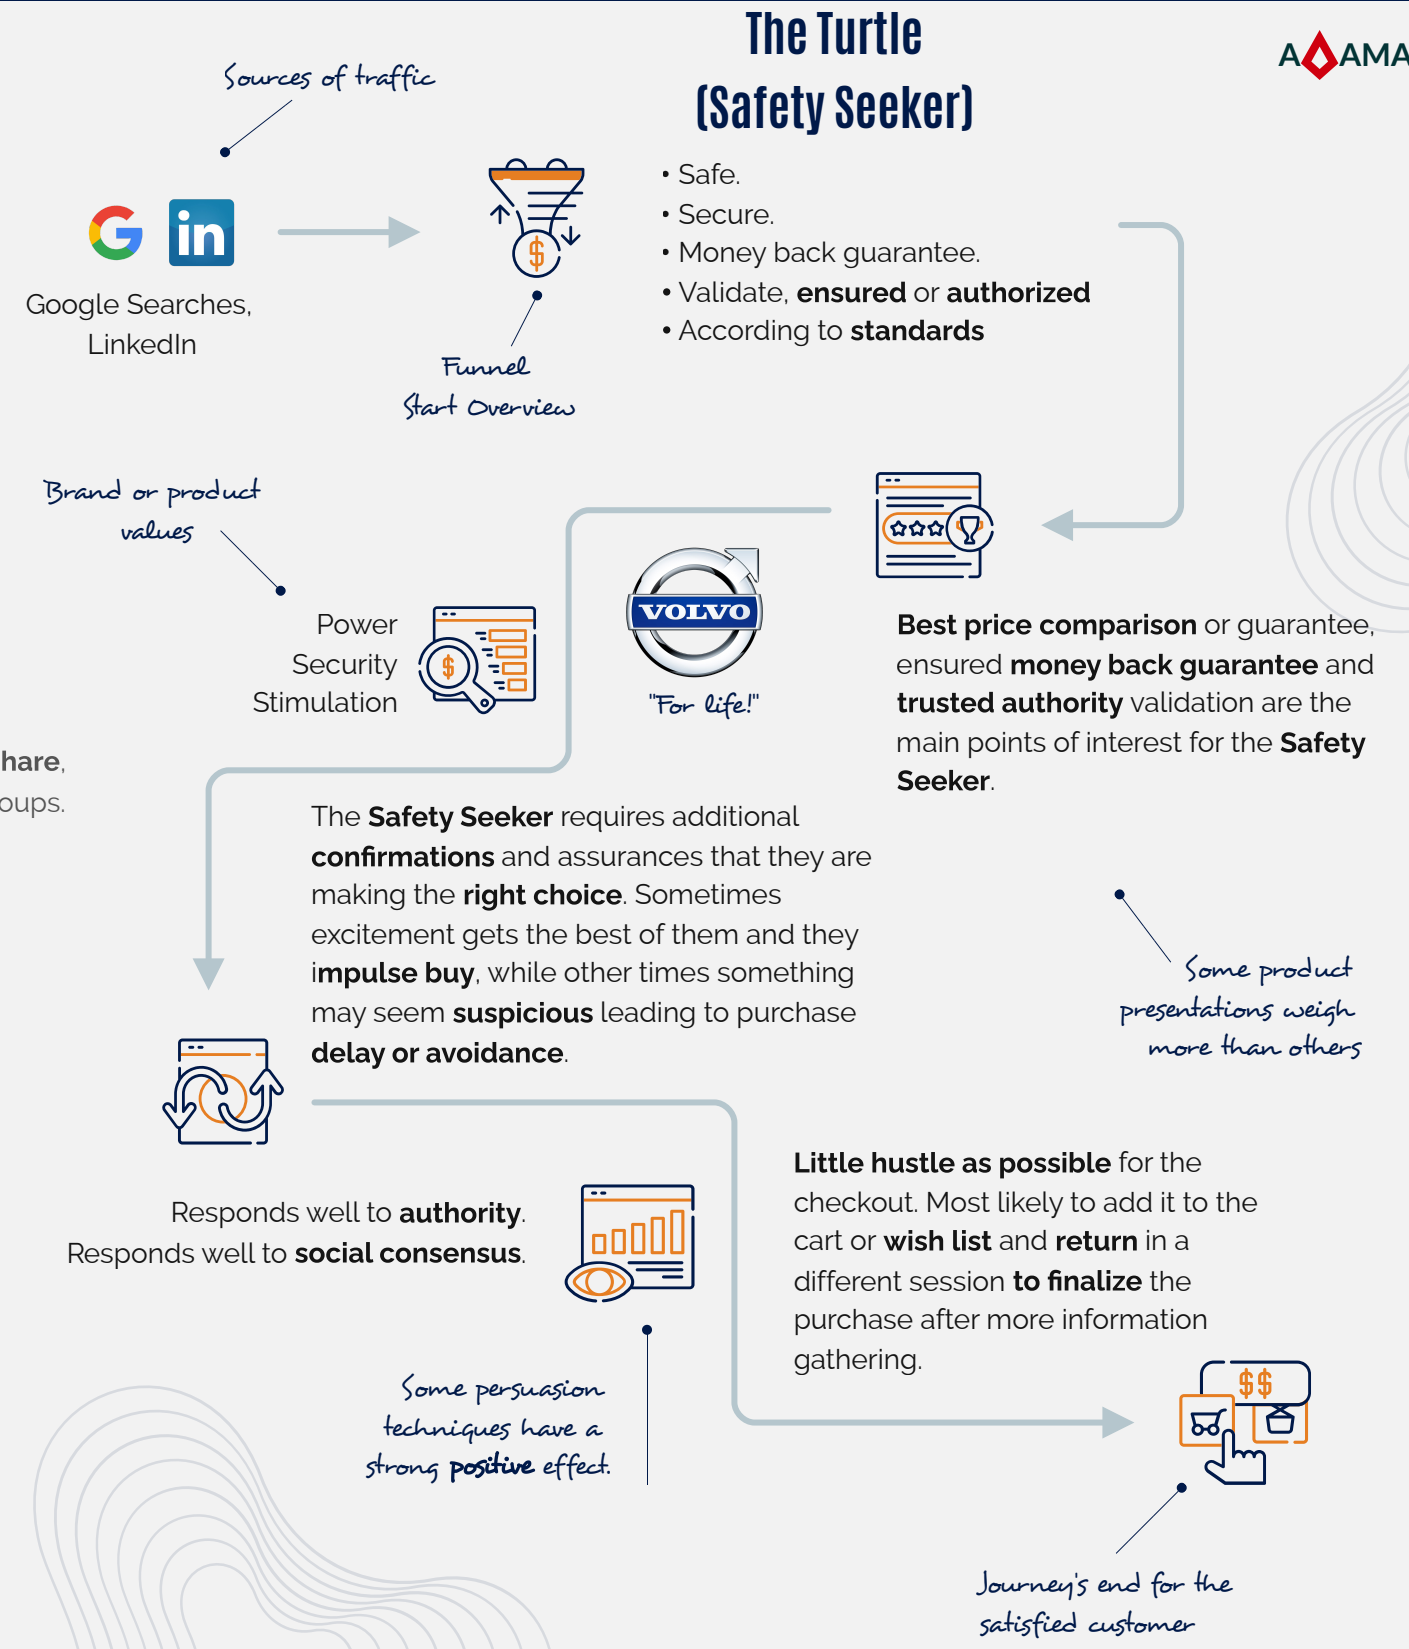 The Turtle
(Safety Seeker)
AAMA
Sources of traffic
Google Searches,
LinkedIn
Funnel
Start Overview
• Safe.
• Secure.
• Money back guarantee.
• Validate, ensured or authorized
• According to standards
Brand or product
values
Power
Security
Stimulation
VOLVO
"For life!"
Best price comparison or guarantee,
ensured money back guarantee and
trusted authority validation are the
main points of interest for the Safety
Seeker.
hare,
oups.
The Safety Seeker requires additional
confirmations and assurances that they are
making the right choice. Sometimes
excitement gets the best of them and they
impulse buy, while other times something
may seem suspicious leading to purchase
delay or avoidance.
Some product
presentations weigh
more than others
Responds well to authority.
Responds well to social consensus.
Some persuasion
techniques have a
strong positive effect.
Little hustle as possible for the
checkout. Most likely to add it to the
cart or wish list and return in a
different session to finalize the
purchase after more information
gathering.
$$
Journey's end for the
satisfied customer